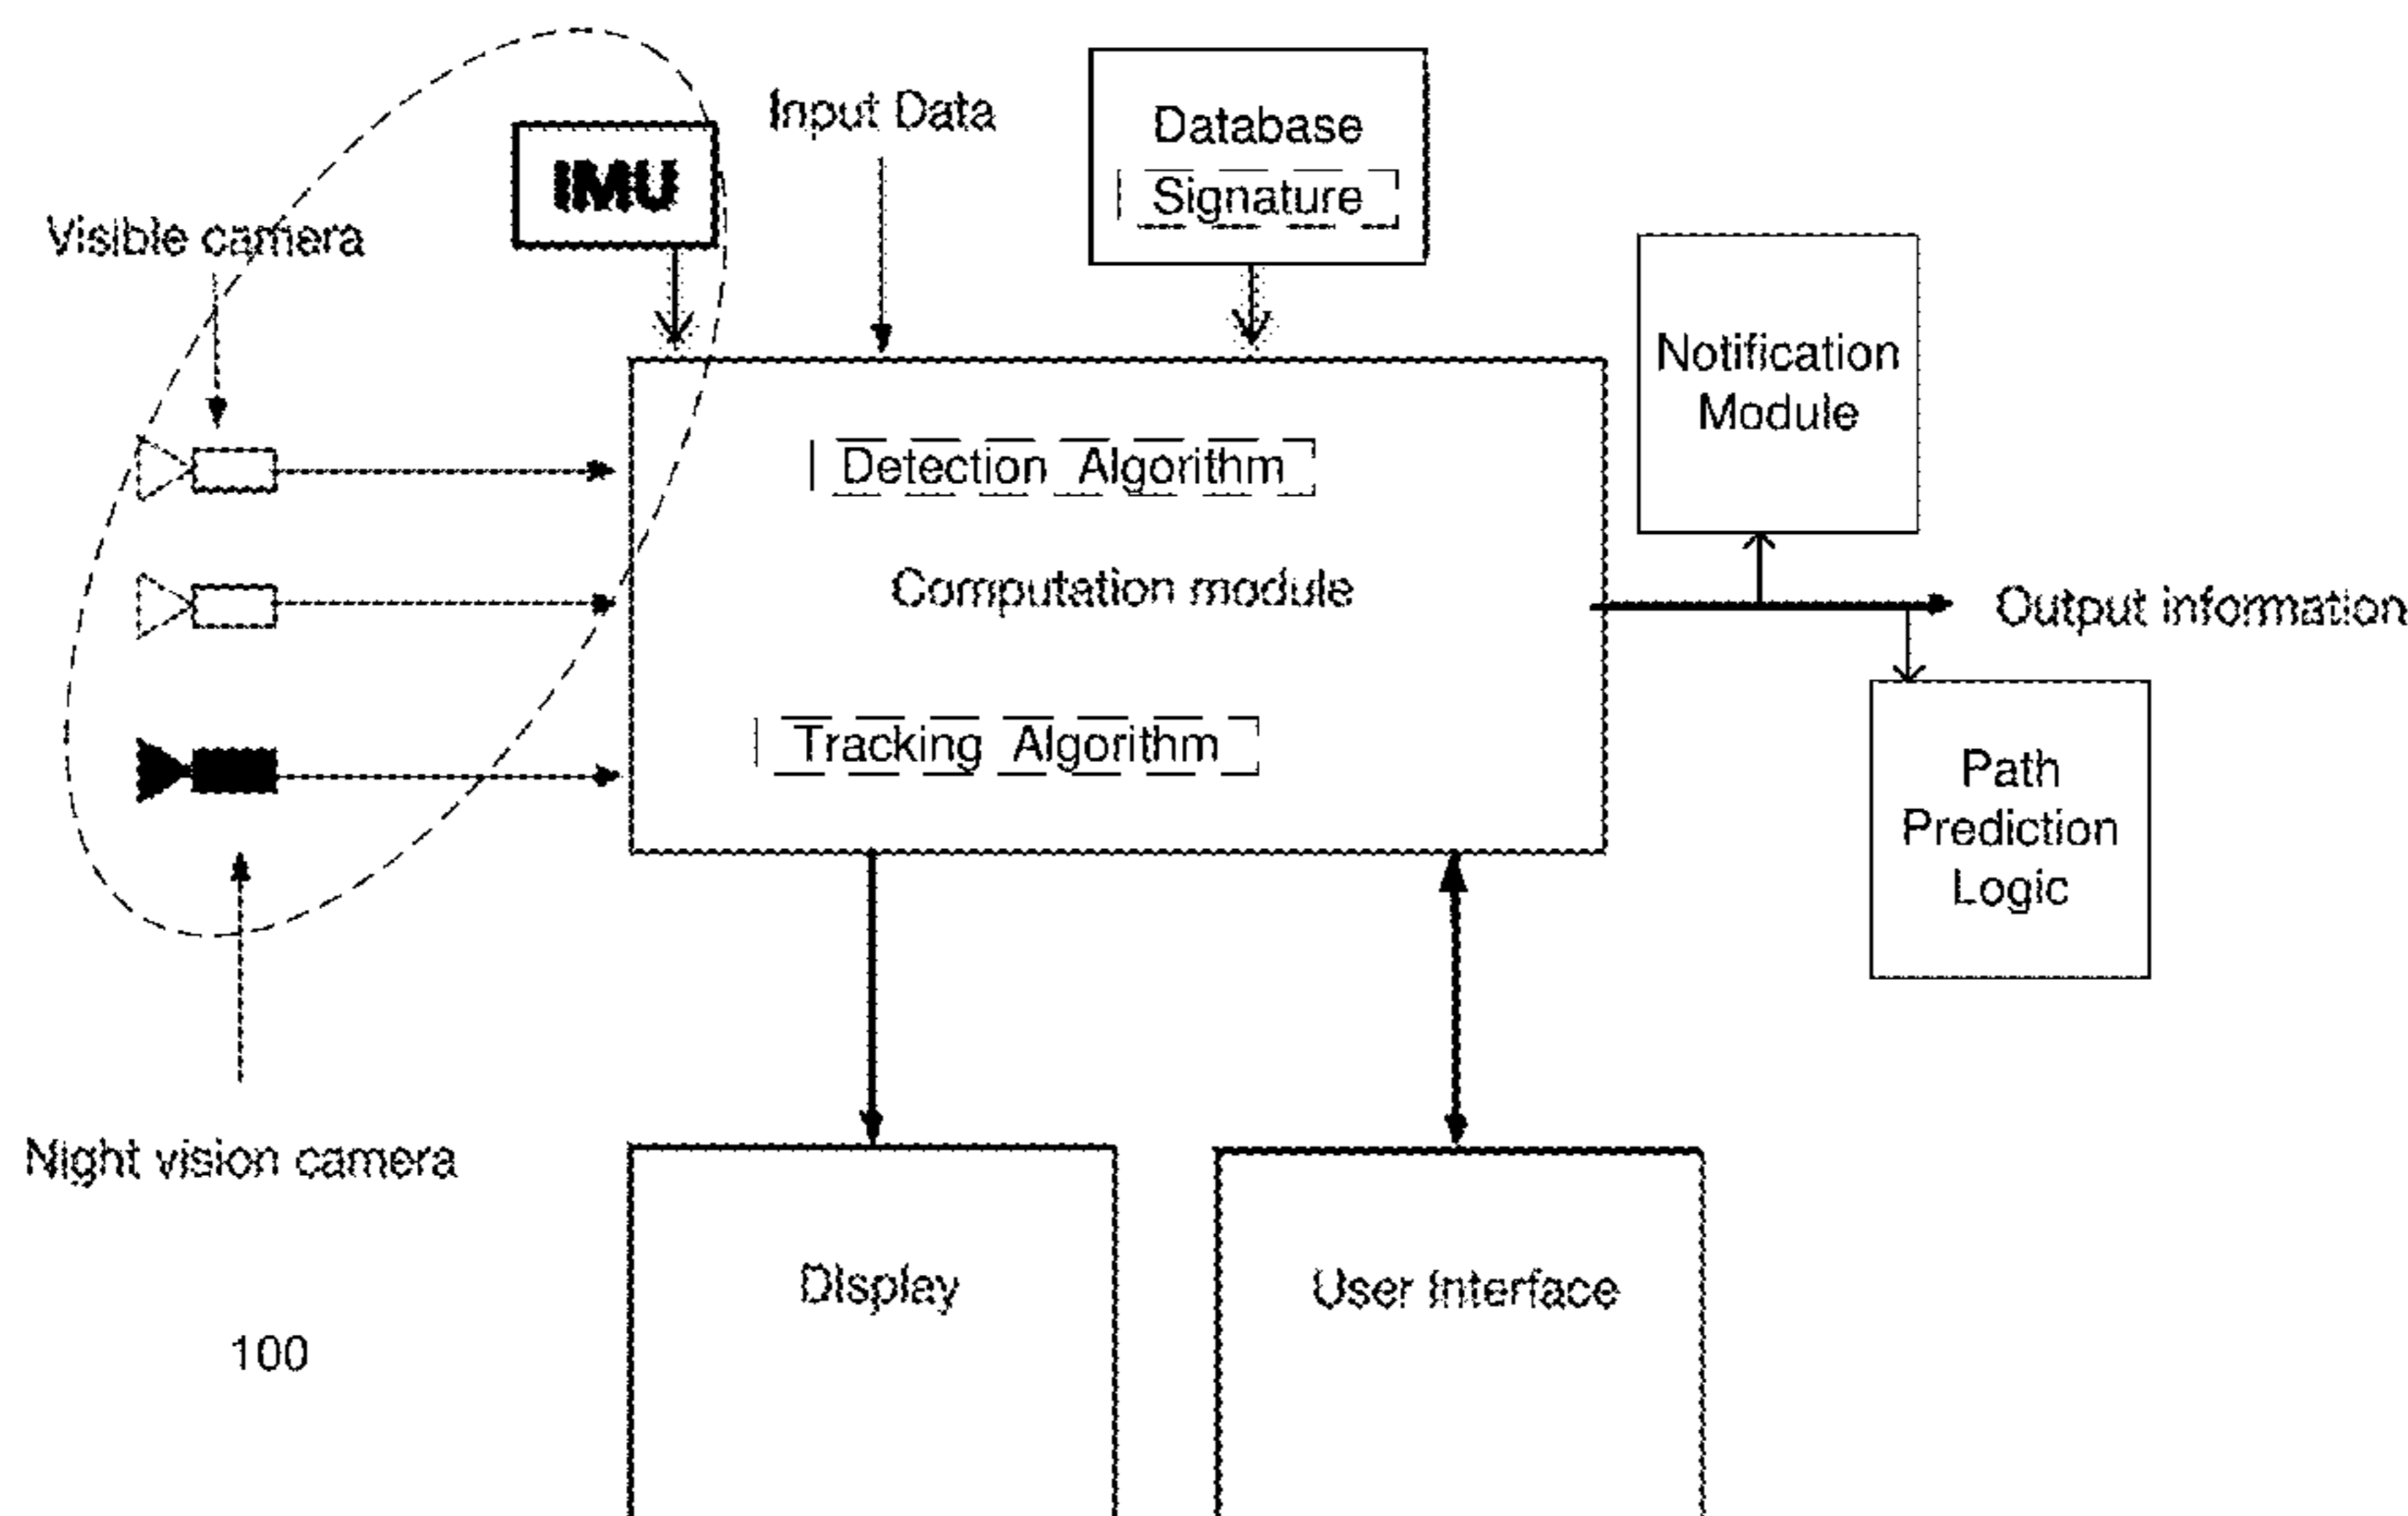 Input Data
Database
IMU
Signature
Visible camera
Notification
Module
Detection Algorithm
Computation module
Output information
Tracking Algorithm
Path
Prediction
Logic
Night vision camera
Display
User Interface
100